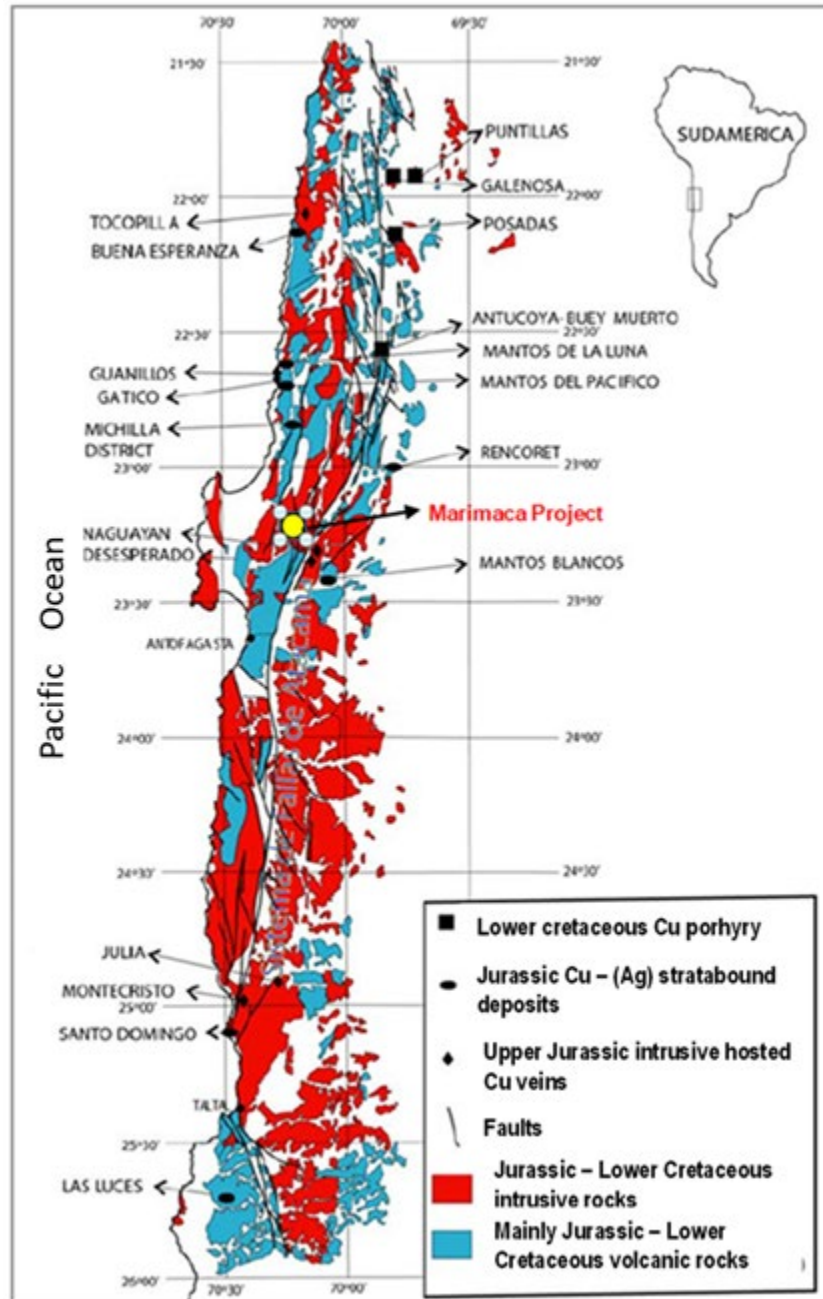 70°30' 70°00' 69°30'
21°30' 21°30'
SUDAMERICA
PUNTILLAS
GALENOSA
22°00' 22°00'
TOCOPILLA
POSADAS
BUENA ESPERANZA
ANTUCOYA-BUEY MUERTO
22°30' 22°30'
MANTOS DE LA LUNA
GUANILLOS
MANTOS DEL PACIFICO
GATICO
MICHILLA
DISTRICT
RENCORET
23°00' 23°00'
Marimaca Project
NAGUAYAN
DESESPERADO
MANTOS BLANCOS
23°30' 23°30'
ANTOFAGASTA
Pacific Ocean
24°00' 24°00'
Fallas de
24°30' 24°30'
JULIA
MONTECRISTO
25°00'
SANTO DOMINGO
TALTA
25°30'
LAS LUCES
26°00'
70°30' 70°00'
Lower cretaceous Cu porhyry
Jurassic Cu – (Ag) stratabound
deposits
Upper Jurassic intrusive hosted
Cu veins
Faults
Jurassic – Lower Cretaceous
intrusive rocks
Mainly Jurassic – Lower
Cretaceous volcanic rocks